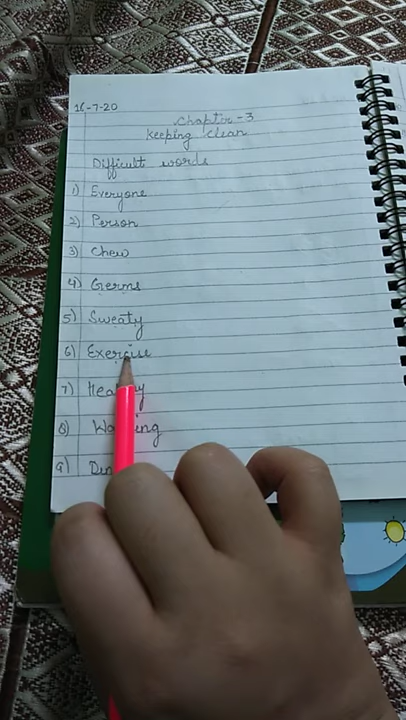 16-7-20
Chapter-3
Keeping clean
Difficult words
1) Everyone
2) Person
3) Chew
4) Germs
5) Sweaty
6) Exercise
7)
8)
9)